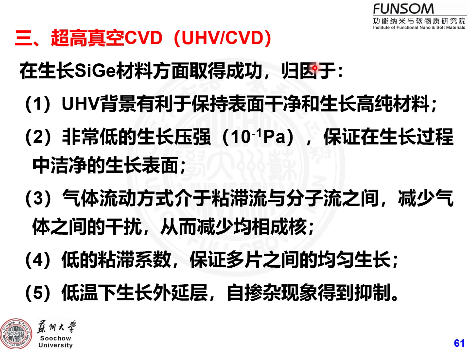 FUNSOM
功能纳米与软物质研究院
Institute of Functional Nano & Soft Materials
三、超高真空CVD（UHV/CVD）
在生长SiGe材料方面取得成功，归因于：
（1）UHV背景有利于保持表面干净和生长高纯材料；
（2）非常低的生长压强（10⁻¹Pa），保证在生长过程
中洁净的生长表面；
（3）气体流动方式介于粘滞流与分子流之间，减少气
体之间的干扰，从而减少均相成核；
（4）低的粘滞系数，保证多片之间的均匀生长；
（5）低温下生长外延层，自掺杂现象得到抑制。
蘇州大学
Soochow
University
61